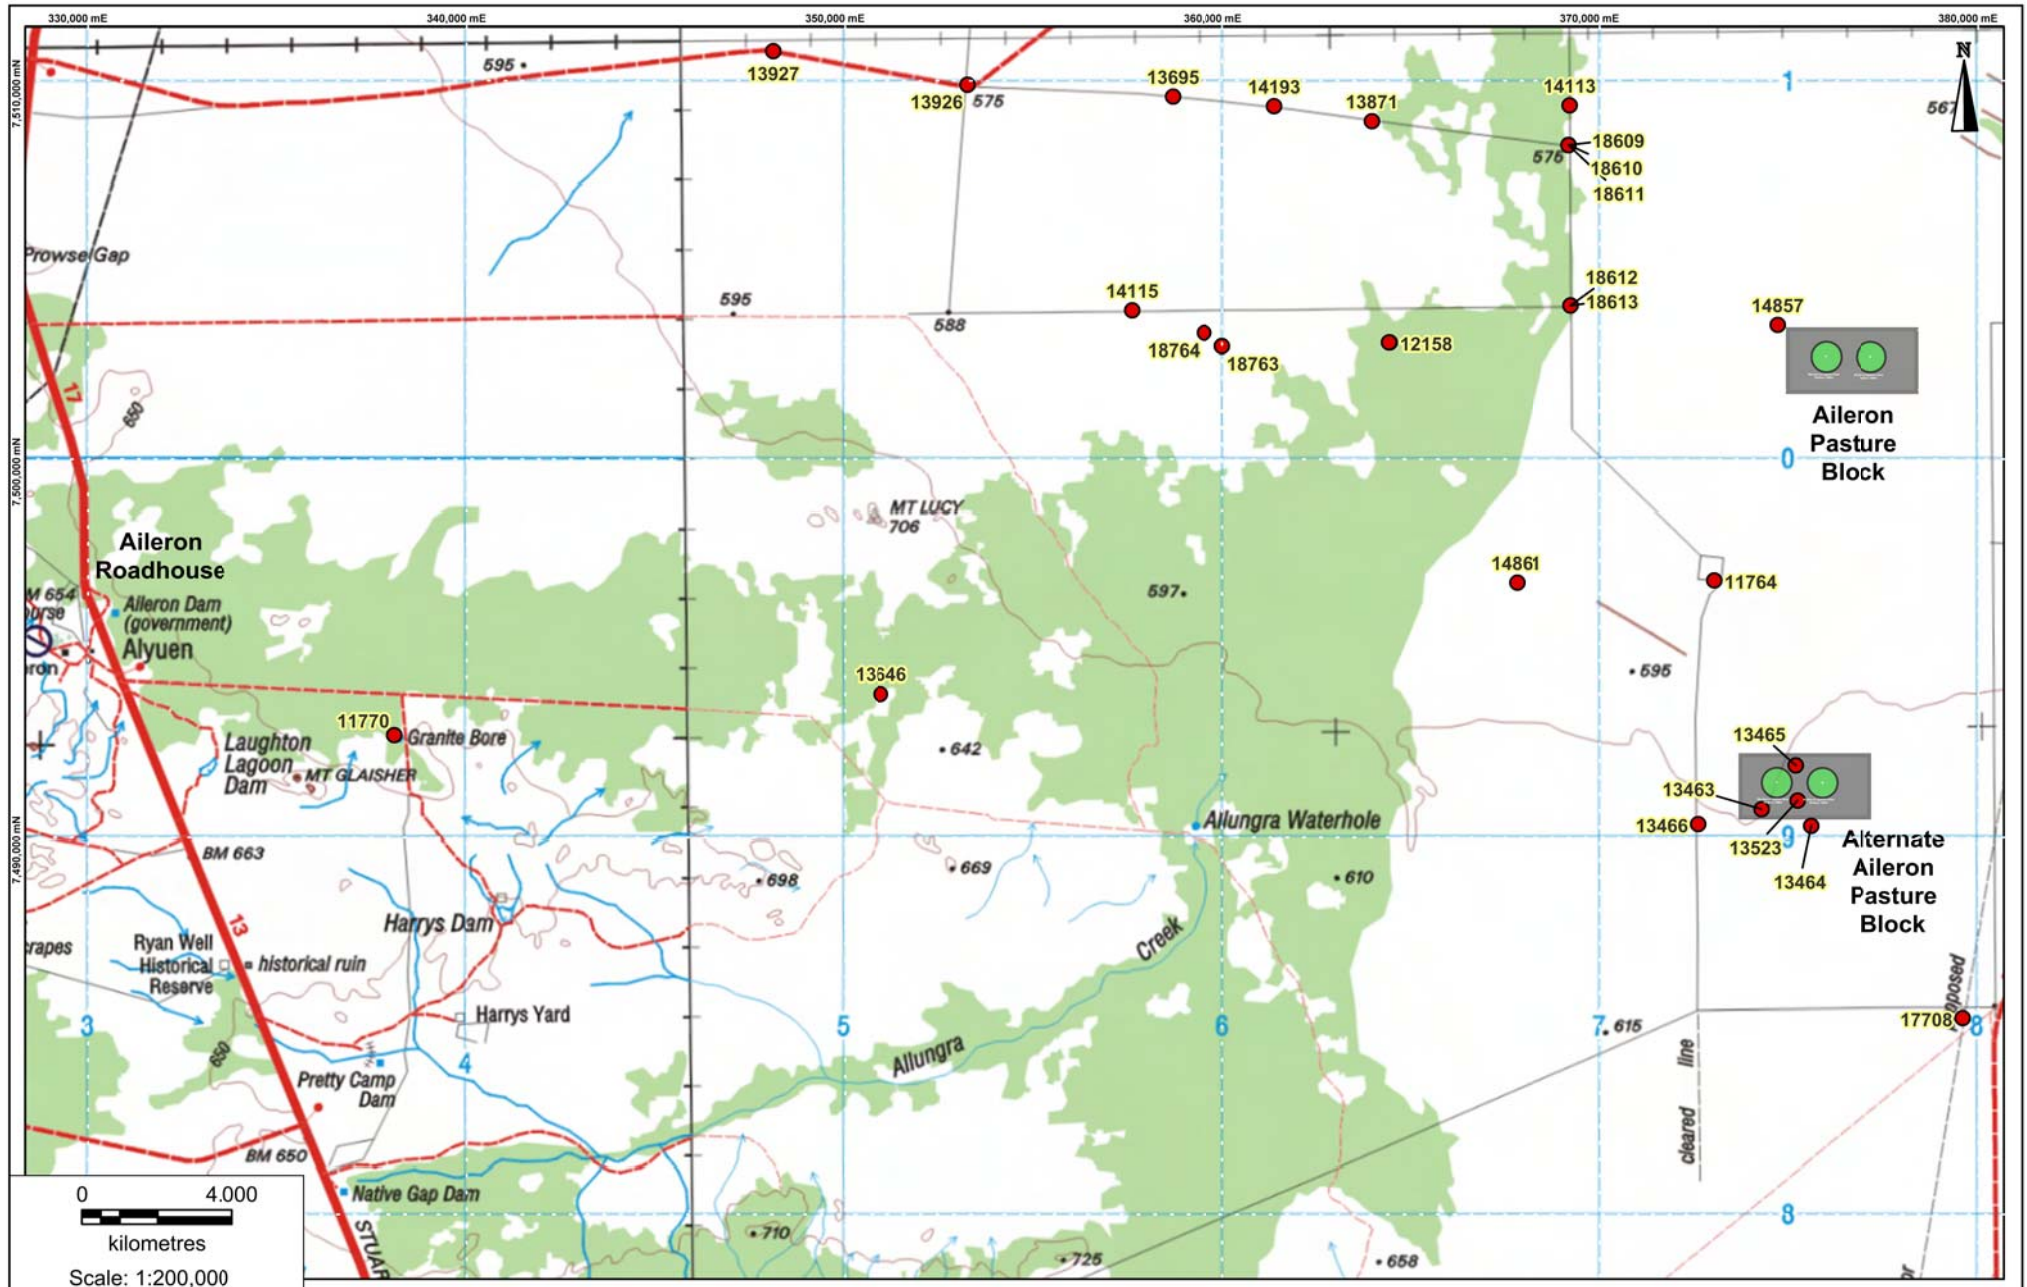 330,000 mE
340,000 mE
350,000 mE
360,000 mE
370,000 mE
380,000 mE
7,510,000 mN
7,500,000 mN
7,490,000 mN
N
595
13927
13926
575
13695
14193
13871
14113
1
567
18609
576
18610
18611
Prowse Gap
595
588
14115
18612
18613
14857
18764
18763
12158
17
650
Aileron
Pasture
Block
0
MT LUCY
706
Aileron
Roadhouse
14861
11764
597
M 654
Aileron Dam
(government)
Alyuen
595
13646
11770
Granite Bore
Laughton
Lagoon
Dam
MT GLAISHER
642
13465
13463
13466
13523
13464
9
Alternate
Aileron
Pasture
Block
Allungra Waterhole
BM 663
698
669
610
Harrys Dam
13
Creek
Ryan Well
Historical
Reserve
historical ruin
Harrys Yard
3
4
5
6
7
8
615
17708
650
Allungra
cleared line
Pretty Camp
Dam
BM 650
Native Gap Dam
STUAR
8
710
725
658
0 4.000
kilometres
Scale: 1:200,000